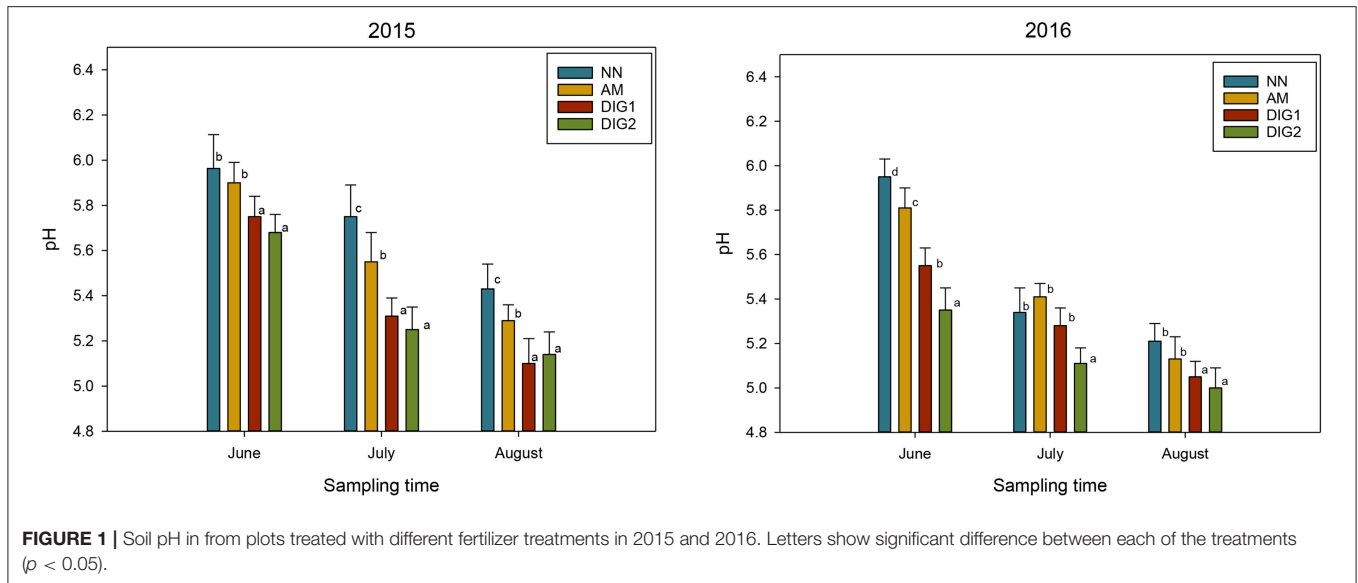 2015
6.4
6.2
6.0
5.8
5.6
5.4
5.2
5.0
4.8
pH
NN
AM
DIG1
DIG2
b
b
a
a
c
b
a
a
c
b
a
a
June
July
August
Sampling time
2016
6.4
6.2
6.0
5.8
5.6
5.4
5.2
5.0
4.8
pH
NN
AM
DIG1
DIG2
d
c
b
a
b
b
b
a
b
b
a
a
June
July
August
Sampling time
FIGURE 1 | Soil pH in from plots treated with different fertilizer treatments in 2015 and 2016. Letters show significant difference between each of the treatments
(p < 0.05).